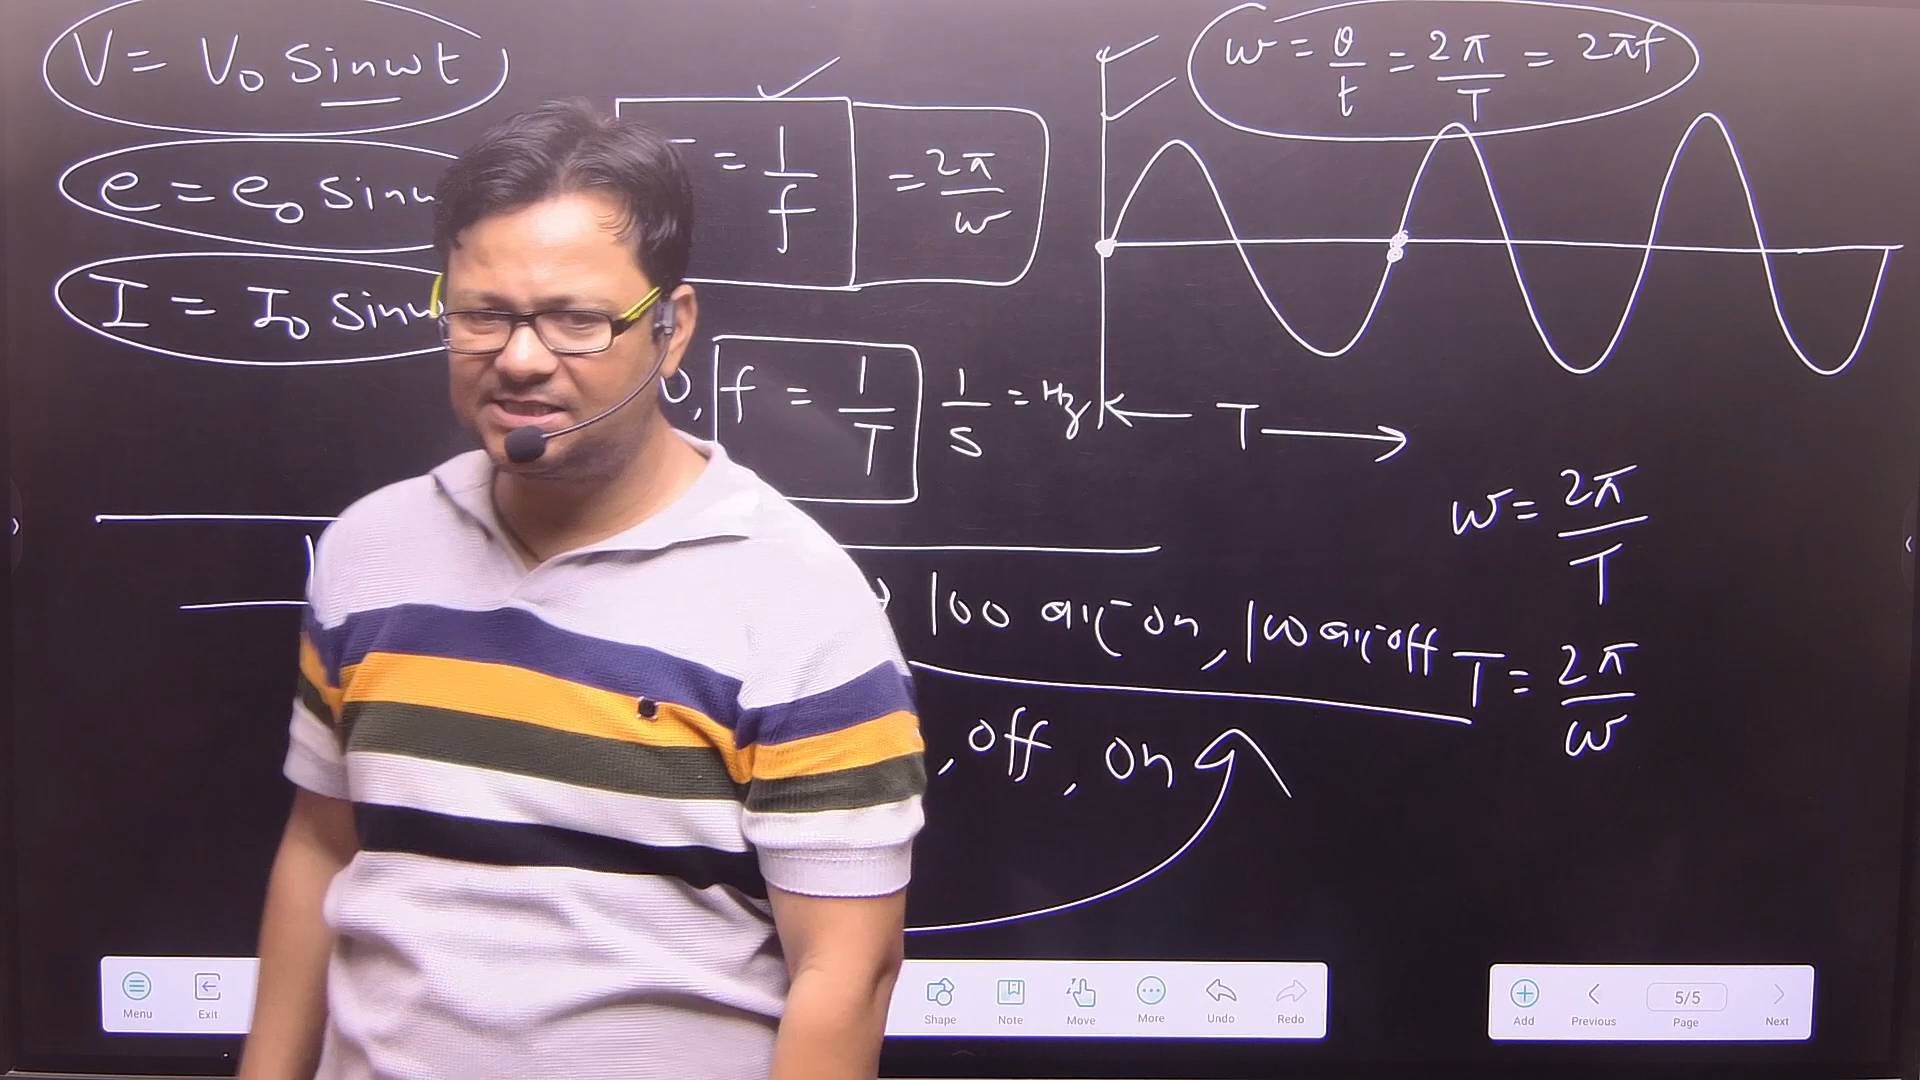 V = V₀ sinωt
ω = θ/t = 2π/T = 2πf
= 1/f = 2π/ω
e = e₀ sin
I = I₀ sin
, f = 1/T 1/s = Hz
T
ω = 2π/T
100 बार on, 100 बार off
T = 2π/ω
, off, on
Menu
Exit
Shape
Note
Move
More
Undo
Redo
Add
Previous
5/5
Page
Next